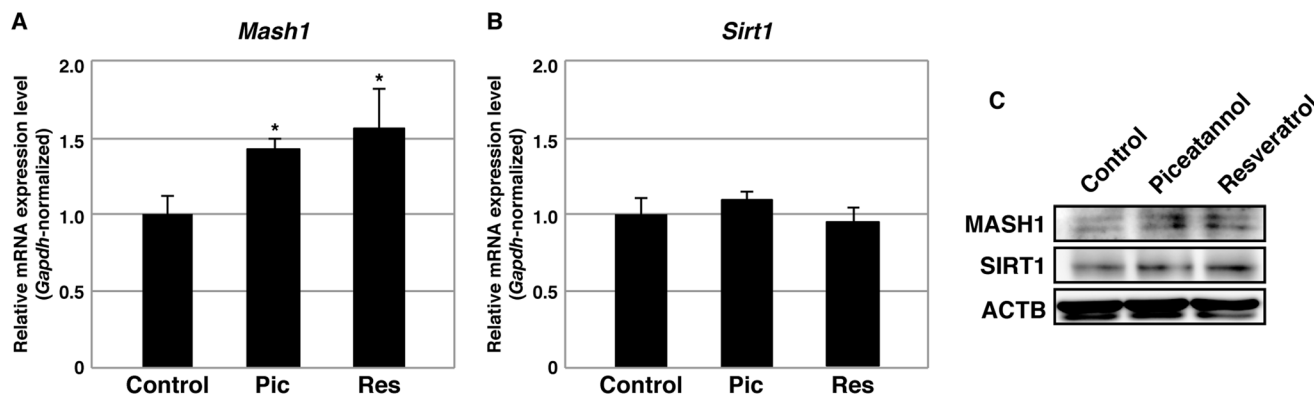 A
Mash1
Relative mRNA expression level
(Gapdh-normalized)
2.0
1.5
1.0
0.5
0
*
*
Control Pic Res
B
Sirt1
Relative mRNA expression level
(Gapdh-normalized)
2.0
1.5
1.0
0.5
0
Control Pic Res
C
Control
Piceatannol
Resveratrol
MASH1
SIRT1
ACTB